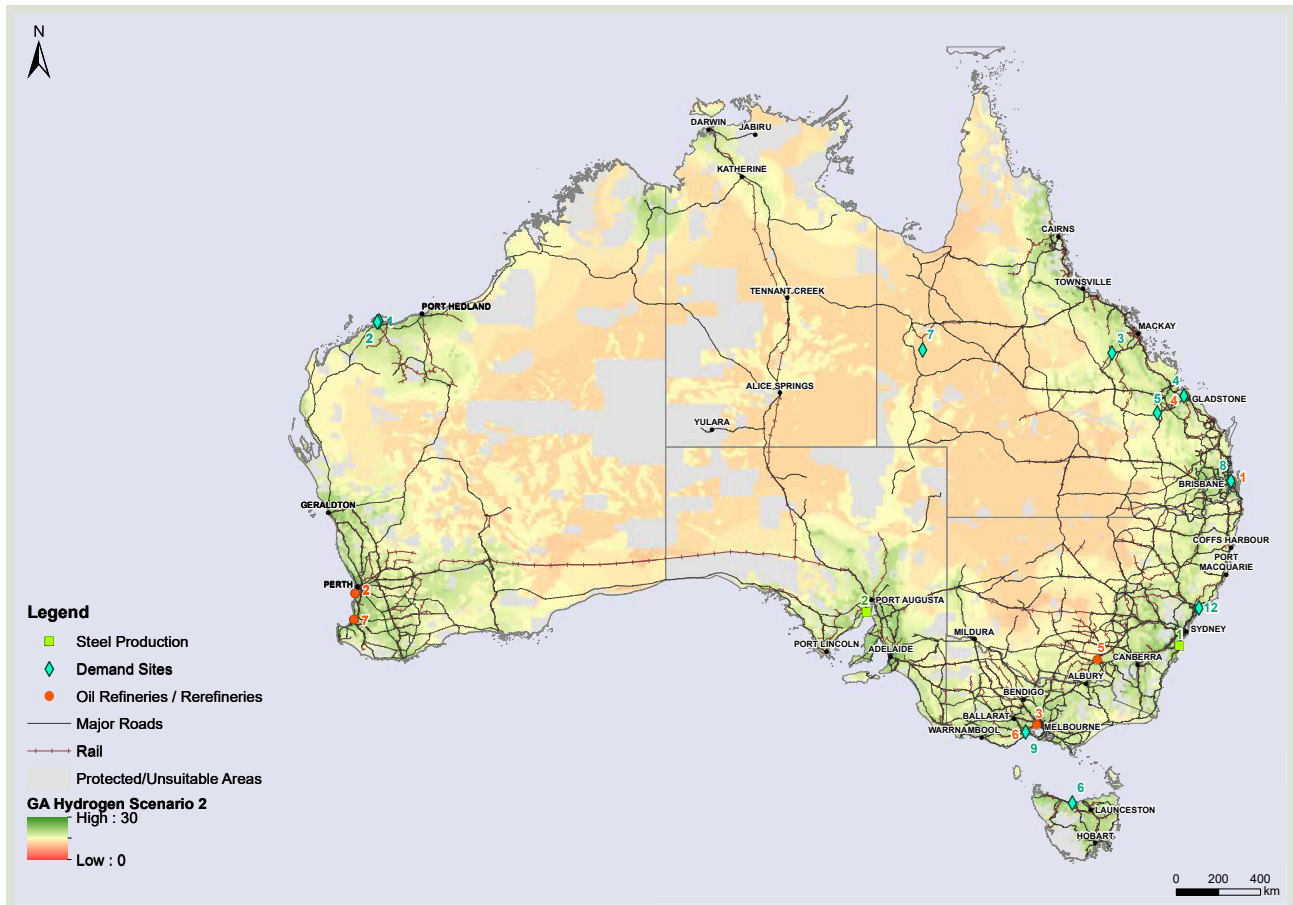 N
DARWIN
JABIRU
KATHERINE
CAIRNS
TOWNSVILLE
TENNANT CREEK
PORT HEDLAND
1
2
MACKAY
7
3
ALICE SPRINGS
4
5
4
GLADSTONE
YULARA
8
BRISBANE
1
GERALDTON
COFFS HARBOUR
PORT
MACQUARIE
PERTH
2
2
PORT AUGUSTA
12
7
MILDURA
1
SYDNEY
PORT LINCOLN
ADELAIDE
5
CANBERRA
ALBURY
BENDIGO
BALLARAT
3
WARRNAMBOOL
6
MELBOURNE
9
6
LAUNCESTON
HOBART
Legend
Steel Production
Demand Sites
Oil Refineries / Rerefineries
Major Roads
Rail
Protected/Unsuitable Areas
GA Hydrogen Scenario 2
High : 30
Low : 0
0 200 400
km